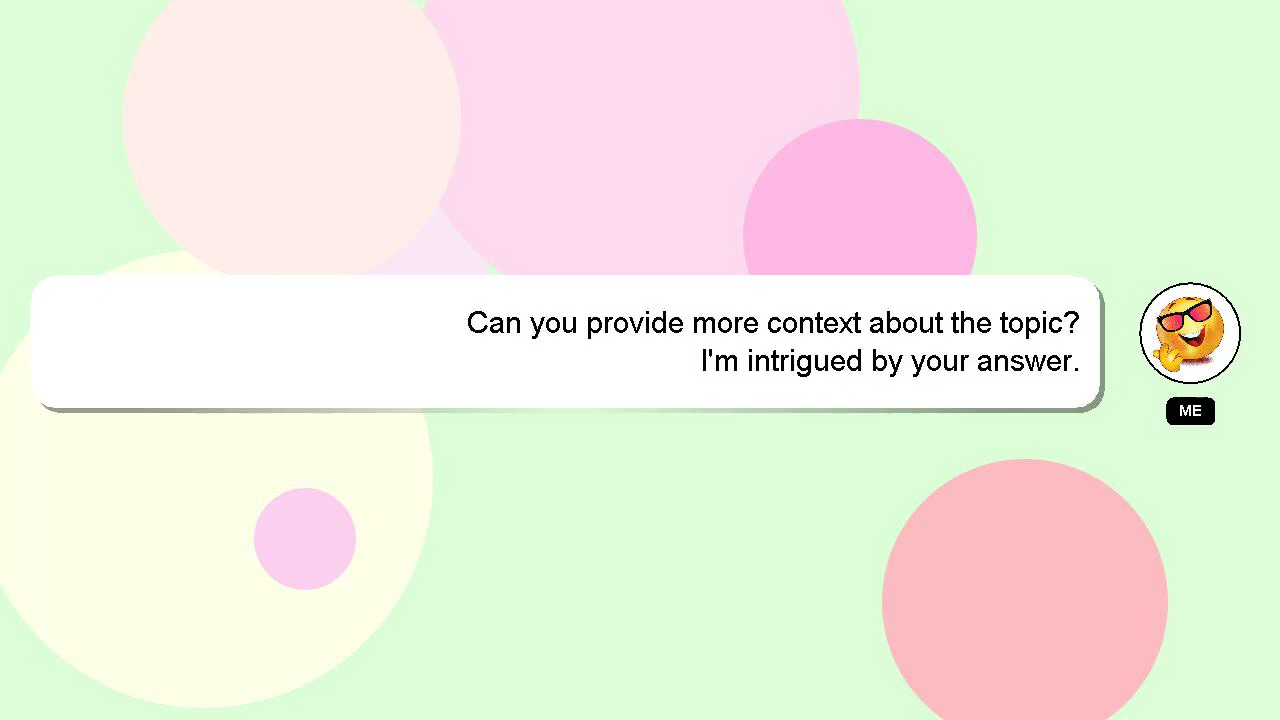 Can you provide more context about the topic?
I'm intrigued by your answer.
ME